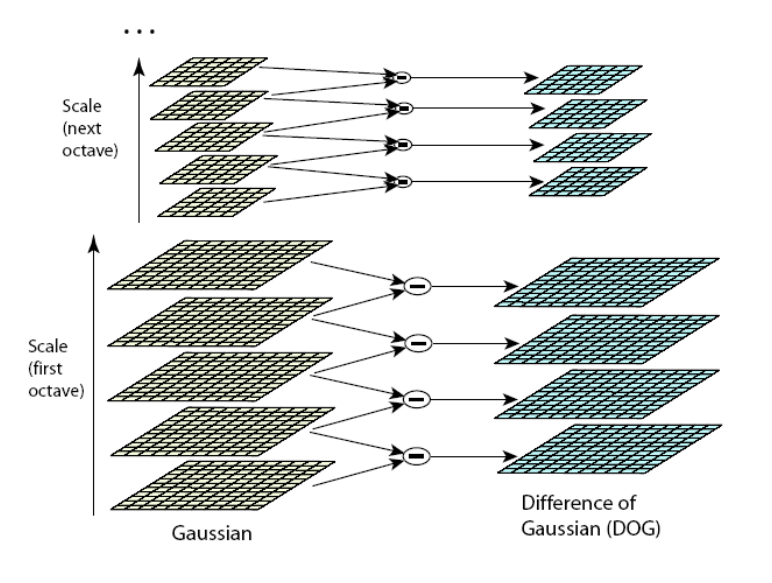 ...
Scale
(next
octave)
Scale
(first
octave)
Gaussian
Difference of
Gaussian (DOG)